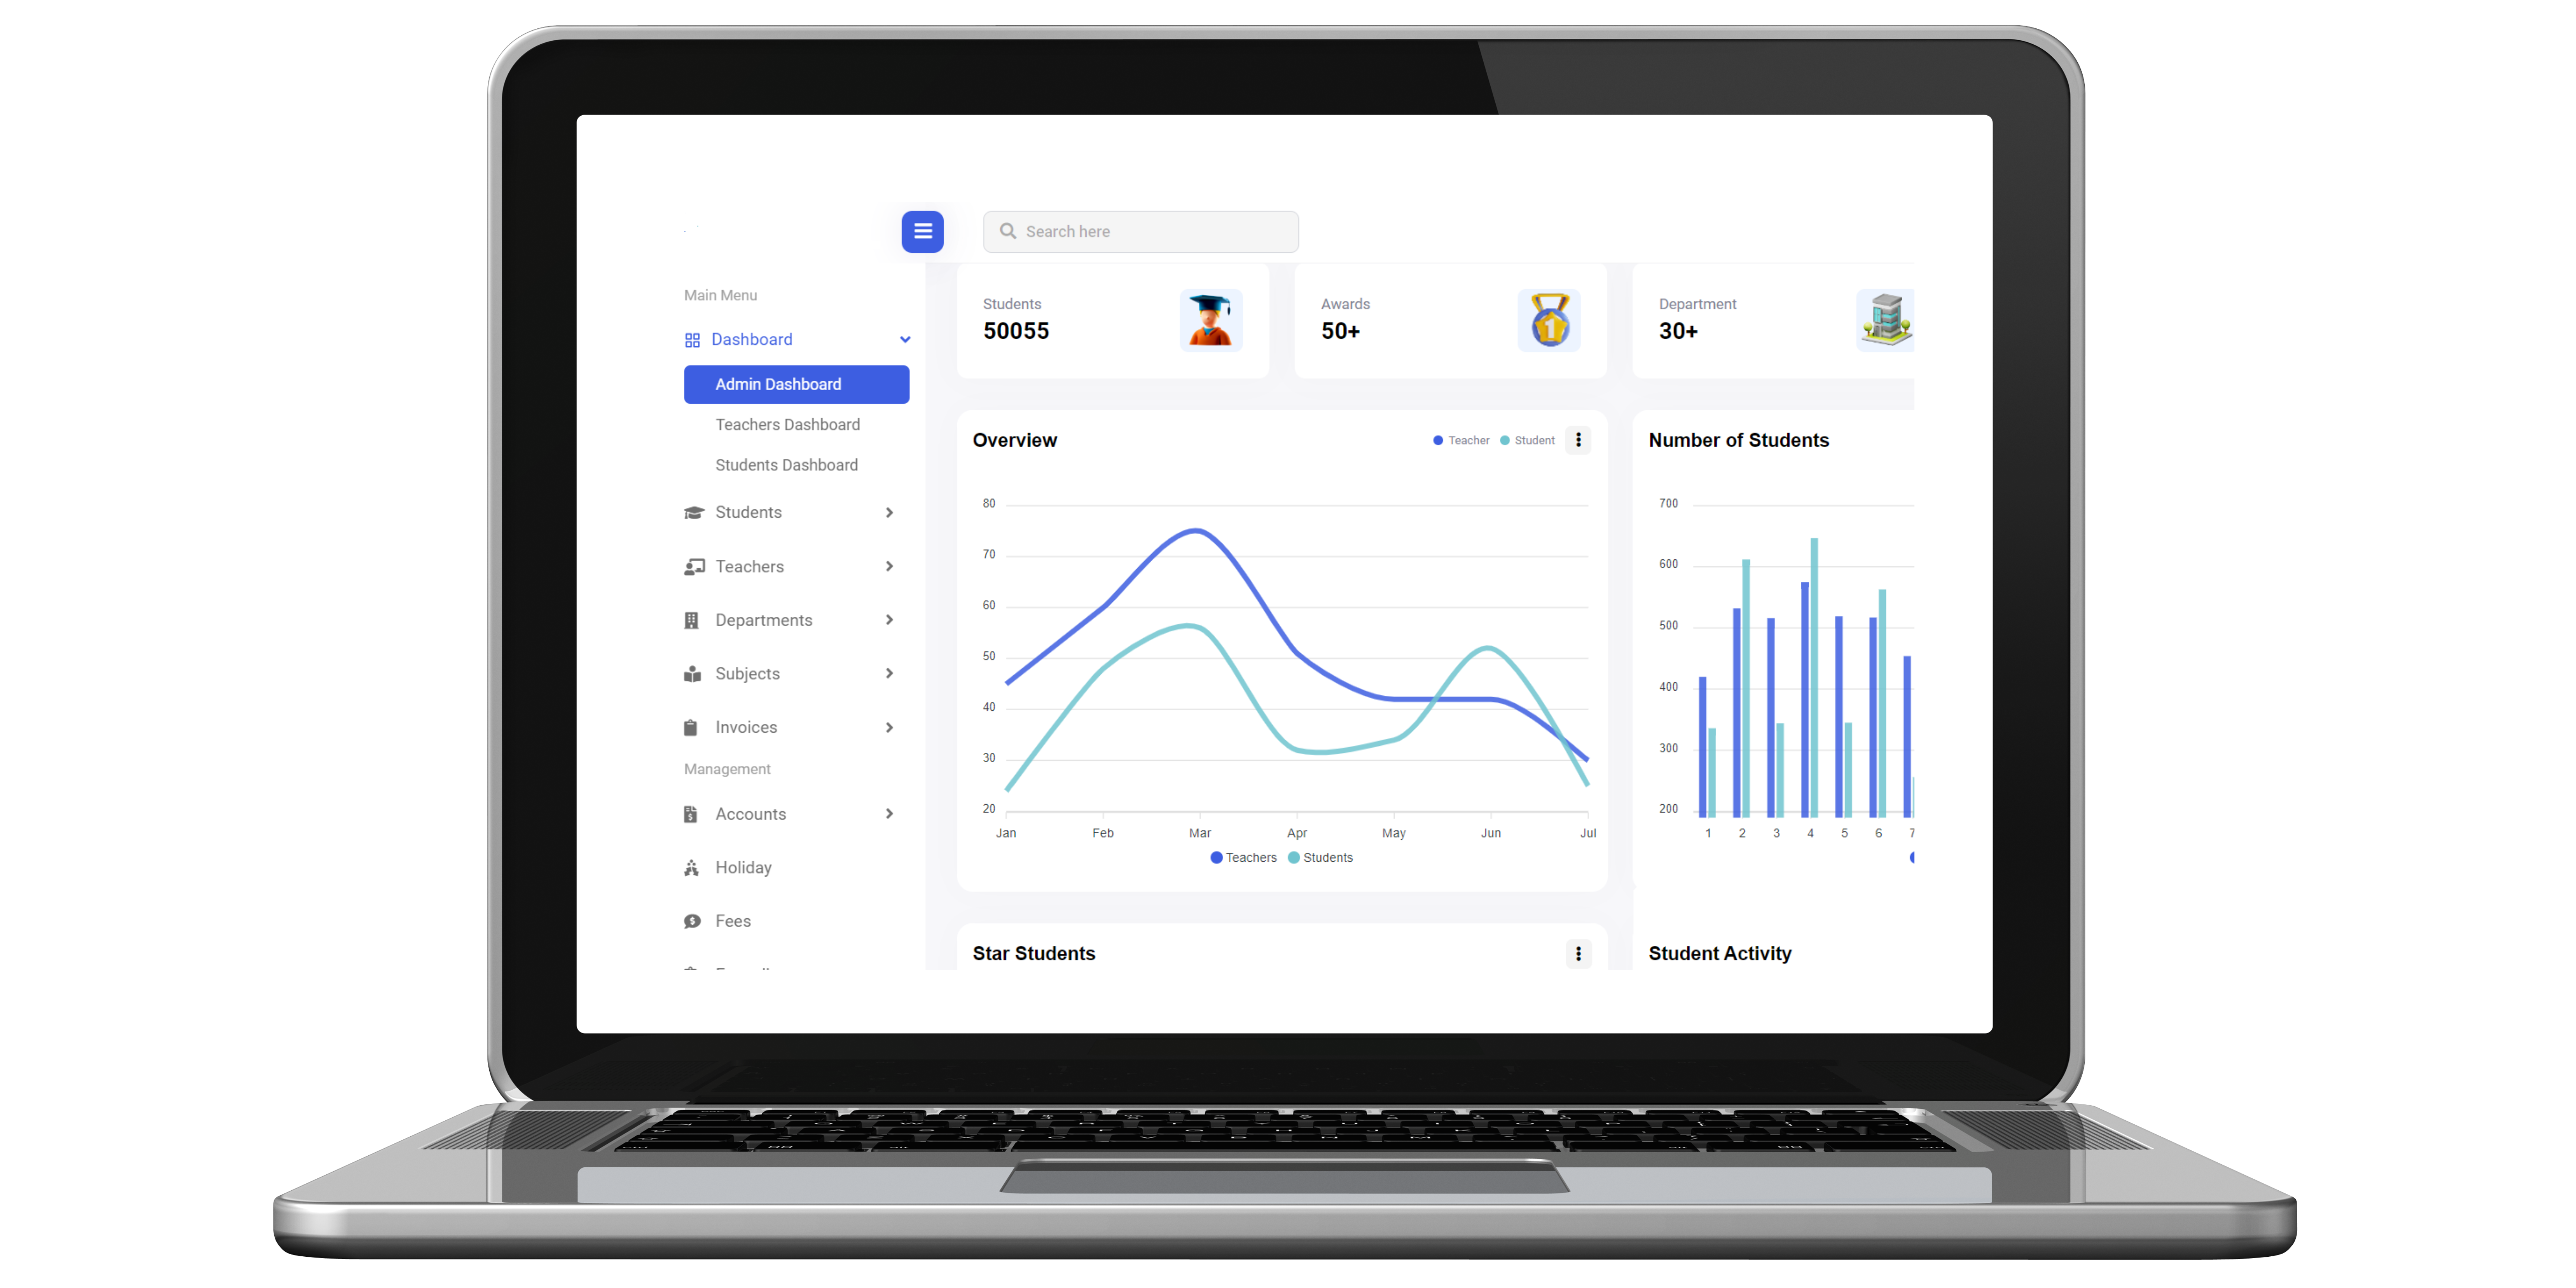 Search here
Main Menu
Dashboard
Admin Dashboard
Teachers Dashboard
Students Dashboard
Students
Teachers
Departments
Subjects
Invoices
Management
Accounts
Holiday
Fees
Students
50055
Awards
50+
Department
30+
Overview
Teacher Student
80
70
60
50
40
30
20
Jan Feb Mar Apr May Jun Jul
Teachers Students
Number of Students
700
600
500
400
300
200
1 2 3 4 5 6 7
Star Students
Student Activity